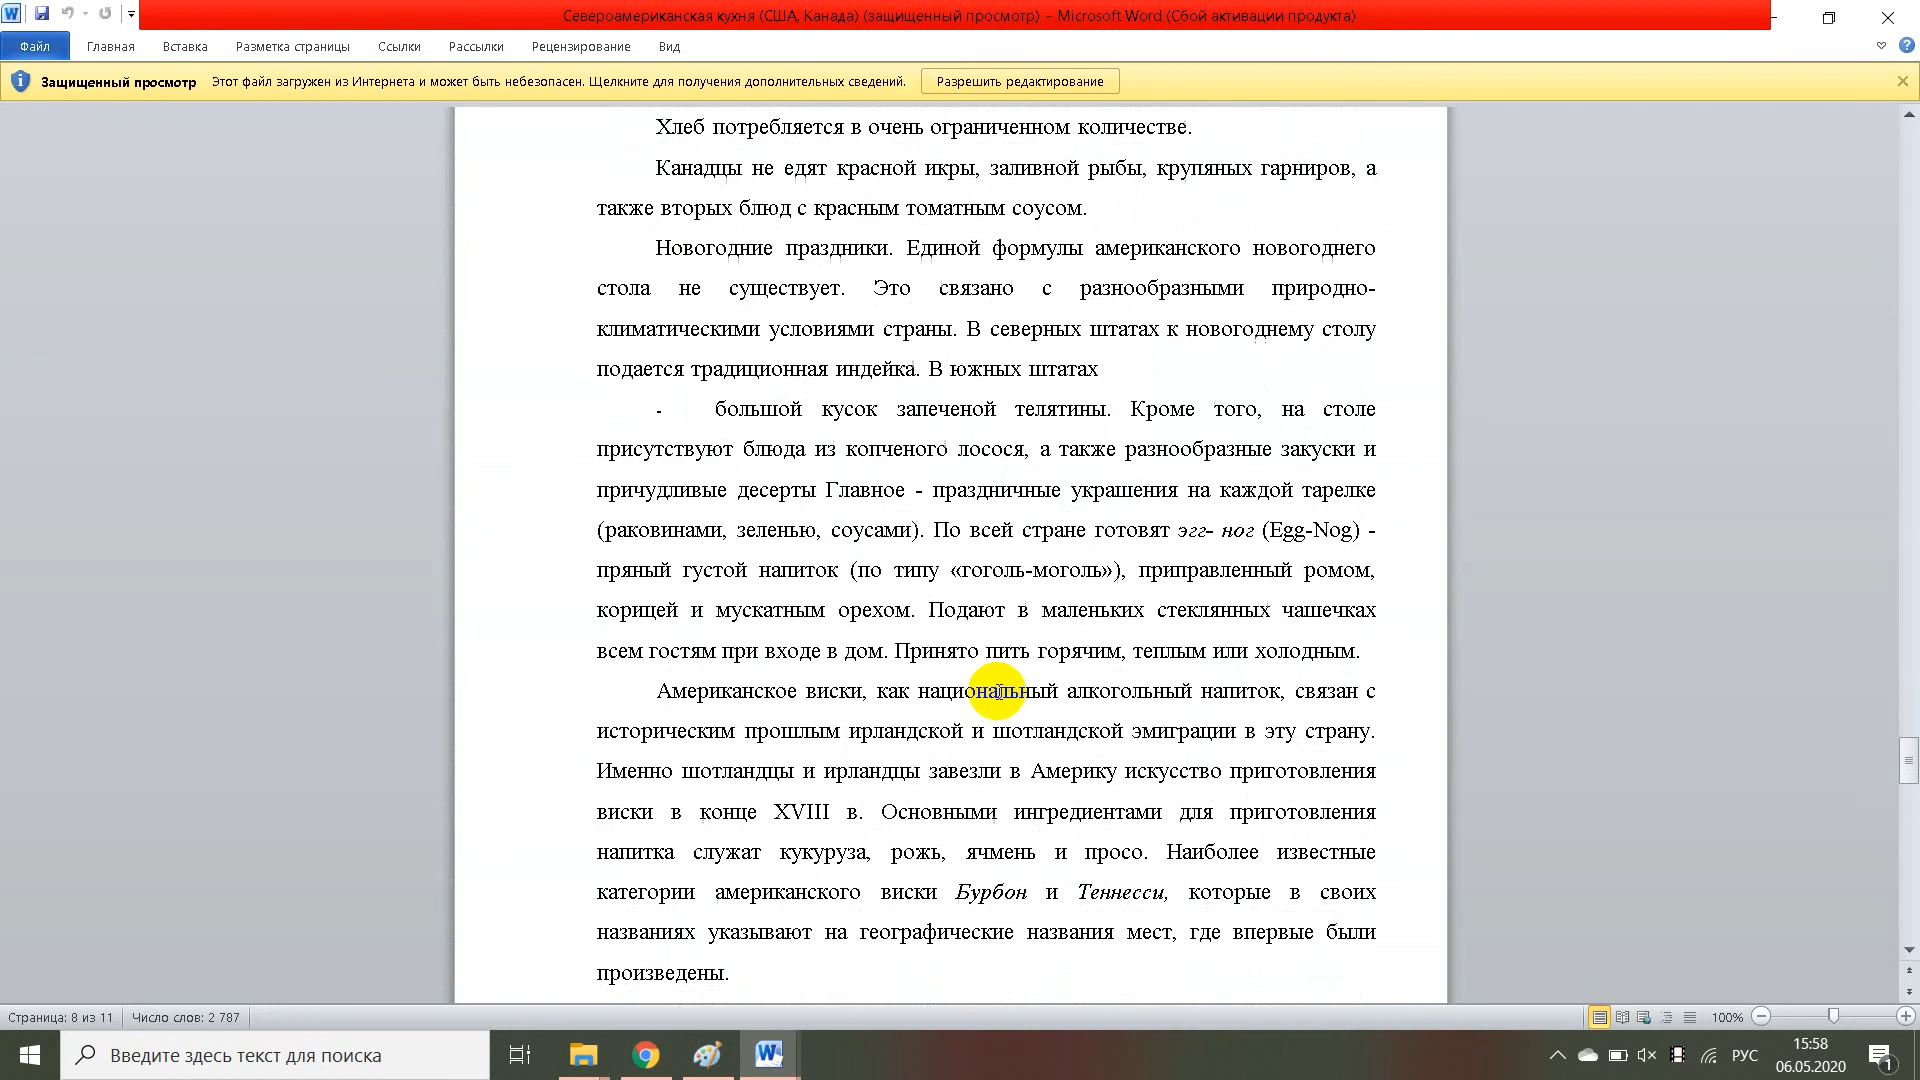 Североамериканская кухня (США, Канада) (защищенный просмотр) - Microsoft Word (Сбой активации продукта)
Файл Главная Вставка Разметка страницы Ссылки Рассылки Рецензирование Вид
Защищенный просмотр Этот файл загружен из Интернета и может быть небезопасен. Щелкните для получения дополнительных сведений. Разрешить редактирование
Хлеб потребляется в очень ограниченном количестве.
Канадцы не едят красной икры, заливной рыбы, крупяных гарниров, а
также вторых блюд с красным томатным соусом.
Новогодние праздники. Единой формулы американского новогоднего
стола не существует. Это связано с разнообразными природно-
климатическими условиями страны. В северных штатах к новогоднему столу
подается традиционная индейка. В южных штатах
- большой кусок запеченой телятины. Кроме того, на столе
присутствуют блюда из копченого лосося, а также разнообразные закуски и
причудливые десерты Главное - праздничные украшения на каждой тарелке
(раковинами, зеленью, соусами). По всей стране готовят эгг- ног (Egg-Nog) -
пряный густой напиток (по типу «гоголь-моголь»), приправленный ромом,
корицей и мускатным орехом. Подают в маленьких стеклянных чашечках
всем гостям при входе в дом. Принято пить горячим, теплым или холодным.
Американское виски, как национальный алкогольный напиток, связан с
историческим прошлым ирландской и шотландской эмиграции в эту страну.
Именно шотландцы и ирландцы завезли в Америку искусство приготовления
виски в конце XVIII в. Основными ингредиентами для приготовления
напитка служат кукуруза, рожь, ячмень и просо. Наиболее известные
категории американского виски Бурбон и Теннесси, которые в своих
названиях указывают на географические названия мест, где впервые были
произведены.
Страница: 8 из 11 Число слов: 2 787 100%
Введите здесь текст для поиска РУС 15:58
06.05.2020 1